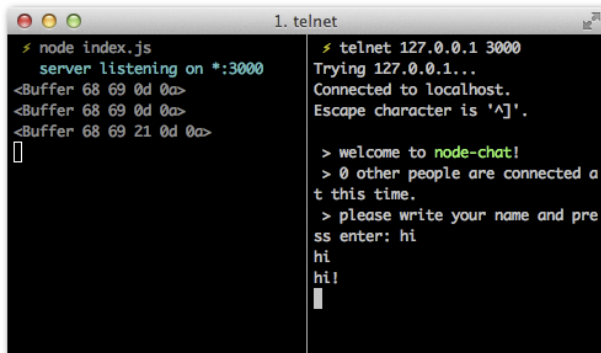 1. telnet
⚡ node index.js
server listening on *:3000
<Buffer 68 69 0d 0a>
<Buffer 68 69 0d 0a>
<Buffer 68 69 21 0d 0a>
⚡ telnet 127.0.0.1 3000
Trying 127.0.0.1...
Connected to localhost.
Escape character is '^]'.
> welcome to node-chat!
> 0 other people are connected a
t this time.
> please write your name and pre
ss enter: hi
hi
hi!